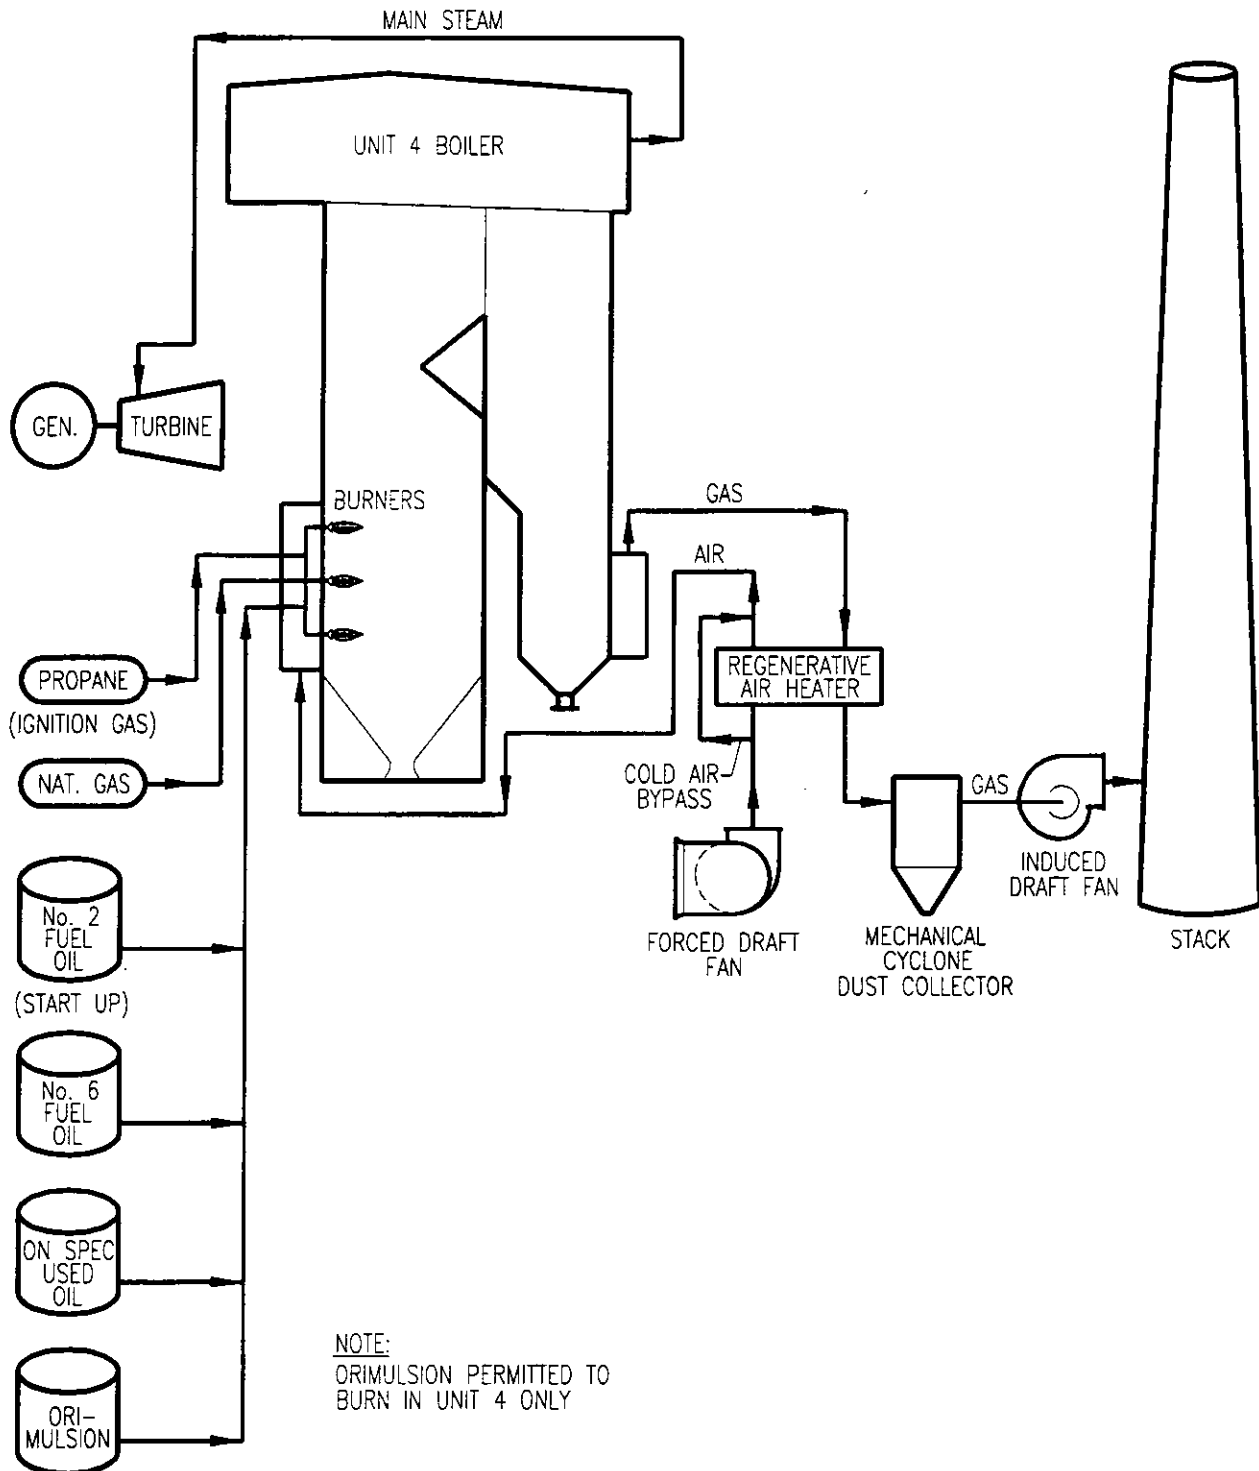 MAIN STEAM
UNIT 4 BOILER
GEN.
TURBINE
BURNERS
GAS
AIR
PROPANE
(IGNITION GAS)
REGENERATIVE
AIR HEATER
NAT. GAS
COLD AIR
BYPASS
GAS
INDUCED
DRAFT FAN
No. 2
FUEL
OIL
(START UP)
FORCED DRAFT
FAN
MECHANICAL
CYCLONE
DUST COLLECTOR
STACK
No. 6
FUEL
OIL
ON SPEC
USED
OIL
ORI-
MULSION
NOTE:
ORIMULSION PERMITTED TO
BURN IN UNIT 4 ONLY